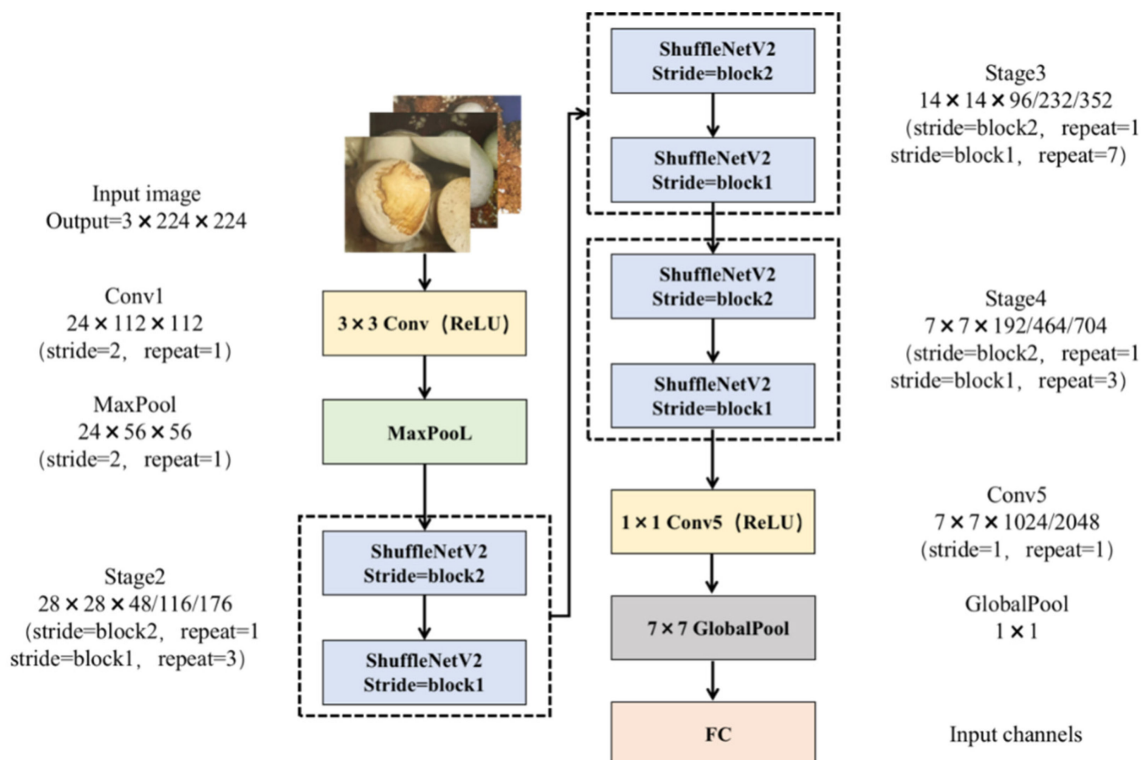 Input image
Output=3×224×224
Conv1
24×112×112
(stride=2, repeat=1)
MaxPool
24×56×56
(stride=2, repeat=1)
Stage2
28×28×48/116/176
(stride=block2, repeat=1
stride=block1, repeat=3)
3×3 Conv (ReLU)
MaxPooL
ShuffleNetV2
Stride=block2
ShuffleNetV2
Stride=block1
ShuffleNetV2
Stride=block2
ShuffleNetV2
Stride=block1
ShuffleNetV2
Stride=block2
ShuffleNetV2
Stride=block1
1×1 Conv5 (ReLU)
7×7 GlobalPool
FC
Stage3
14×14×96/232/352
(stride=block2, repeat=1
stride=block1, repeat=7)
Stage4
7×7×192/464/704
(stride=block2, repeat=1
stride=block1, repeat=3)
Conv5
7×7×1024/2048
(stride=1, repeat=1)
GlobalPool
1×1
Input channels